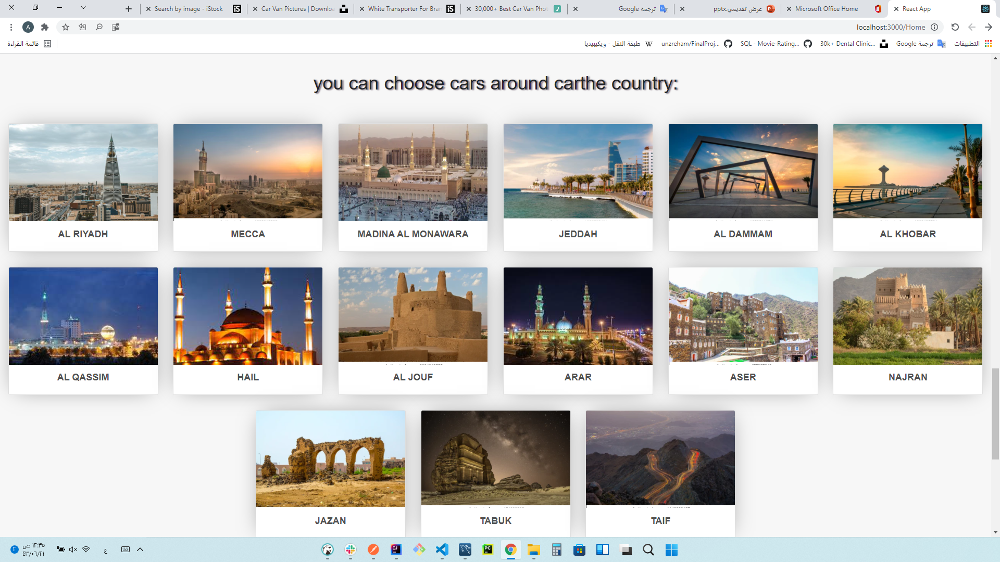 Search by image - iStock
Car Van Pictures | Downloa
White Transporter For Bran
30,000+ Best Car Van Phot
ترجمة Google
عرض تقديمي.pptx
Microsoft Office Home
React App
A
localhost:3000/Home
قائمة القراءة
طبقة النقل - ويكيبيديا
unzreham/FinalProj...
SQL - Movie-Rating...
30k+ Dental Clinic...
ترجمة Google
التطبيقات
you can choose cars around carthe country:
AL RIYADH
MECCA
MADINA AL MONAWARA
JEDDAH
AL DAMMAM
AL KHOBAR
AL QASSIM
HAIL
AL JOUF
ARAR
ASER
NAJRAN
JAZAN
TABUK
TAIF
١٢:٣٥ ص
٤٣/٠٦/٢١
ع